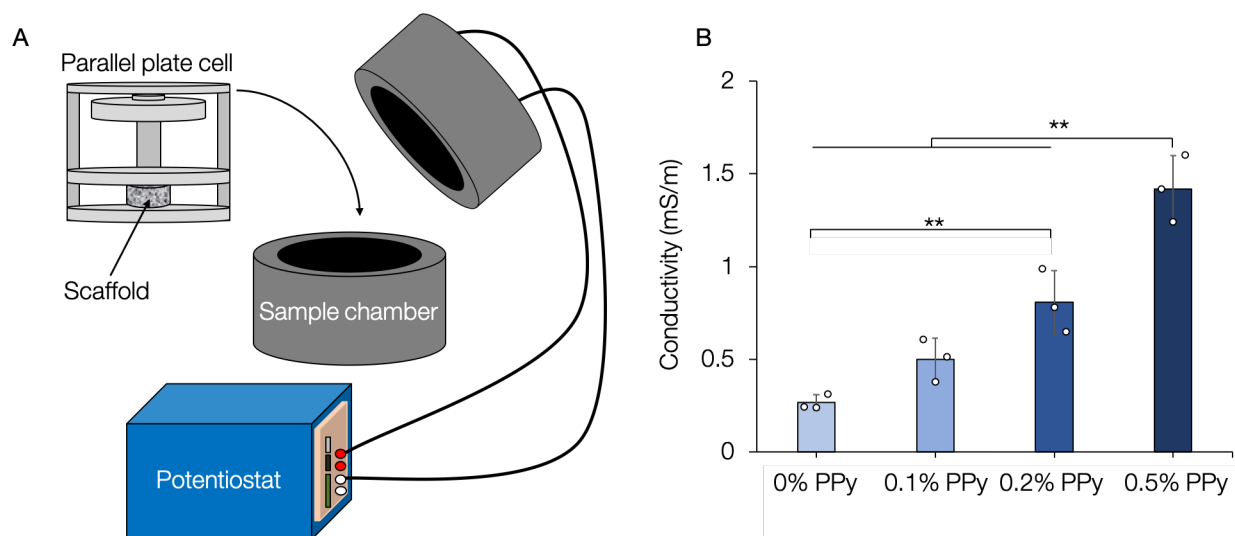 A
Parallel plate cell
Scaffold
Sample chamber
Potentiostat
B
Conductivity (mS/m)
2
1.5
1
0.5
0
**
**
0% PPy
0.1% PPy
0.2% PPy
0.5% PPy